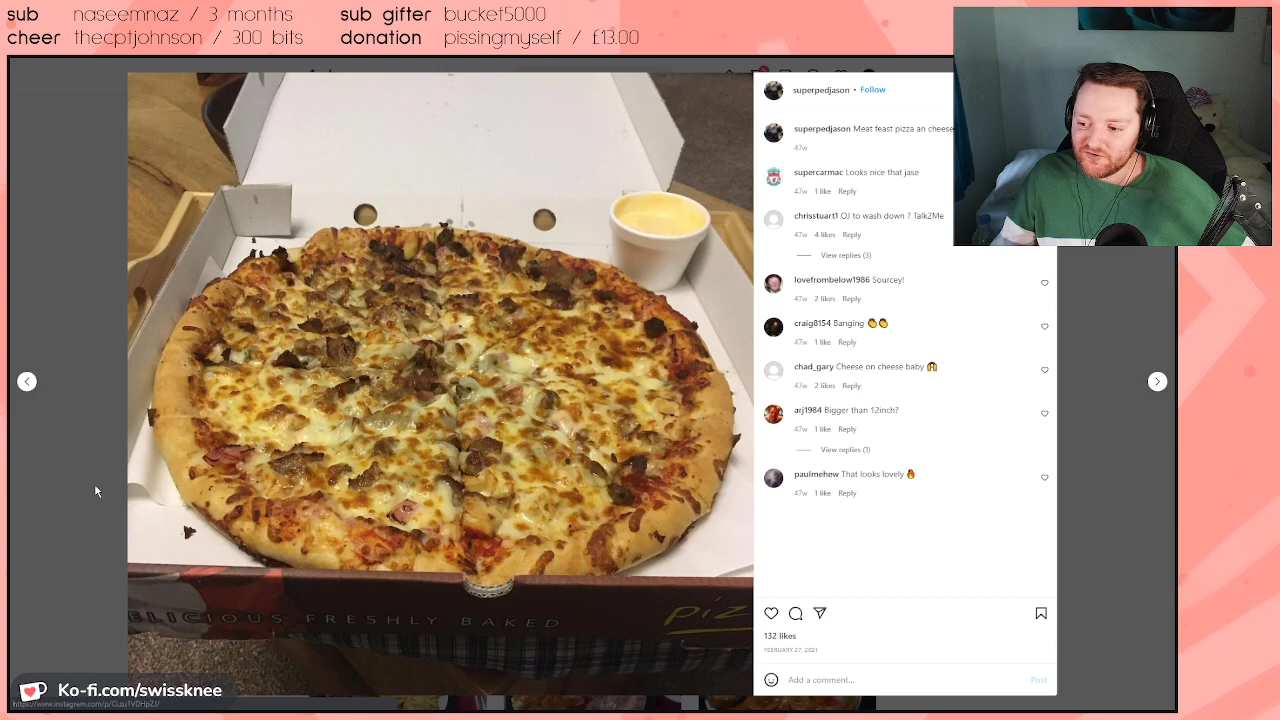 sub themanmaz / 3 months
sub gifter bucket5000
cheer thecptjohnsmz / 300 bits
donation pissingmyself / £13.00
superpedjason • Follow
superpedjason Meat feast pizza an cheese
47w
supercarmac Looks nice that jase
47w 1 like Reply
chrisstuart1 OJ to wash down ? Talk2Me
47w 4 likes Reply
View replies (3)
lovefrombelow1986 Sourcey!
47w 2 likes Reply
craig8154 Banging 👏👏
47w 1 like Reply
chad_gary Cheese on cheese baby
47w 2 likes Reply
arj1984 Bigger than 12inch?
47w 1 like Reply
View replies (1)
paulmehew That looks lovely 🔥
47w 1 like Reply
132 likes
FEBRUARY 27, 2021
Add a comment...
Post
ELICIOUS FRESHLY BAKED
piz
Ko-fi.com/swissknee